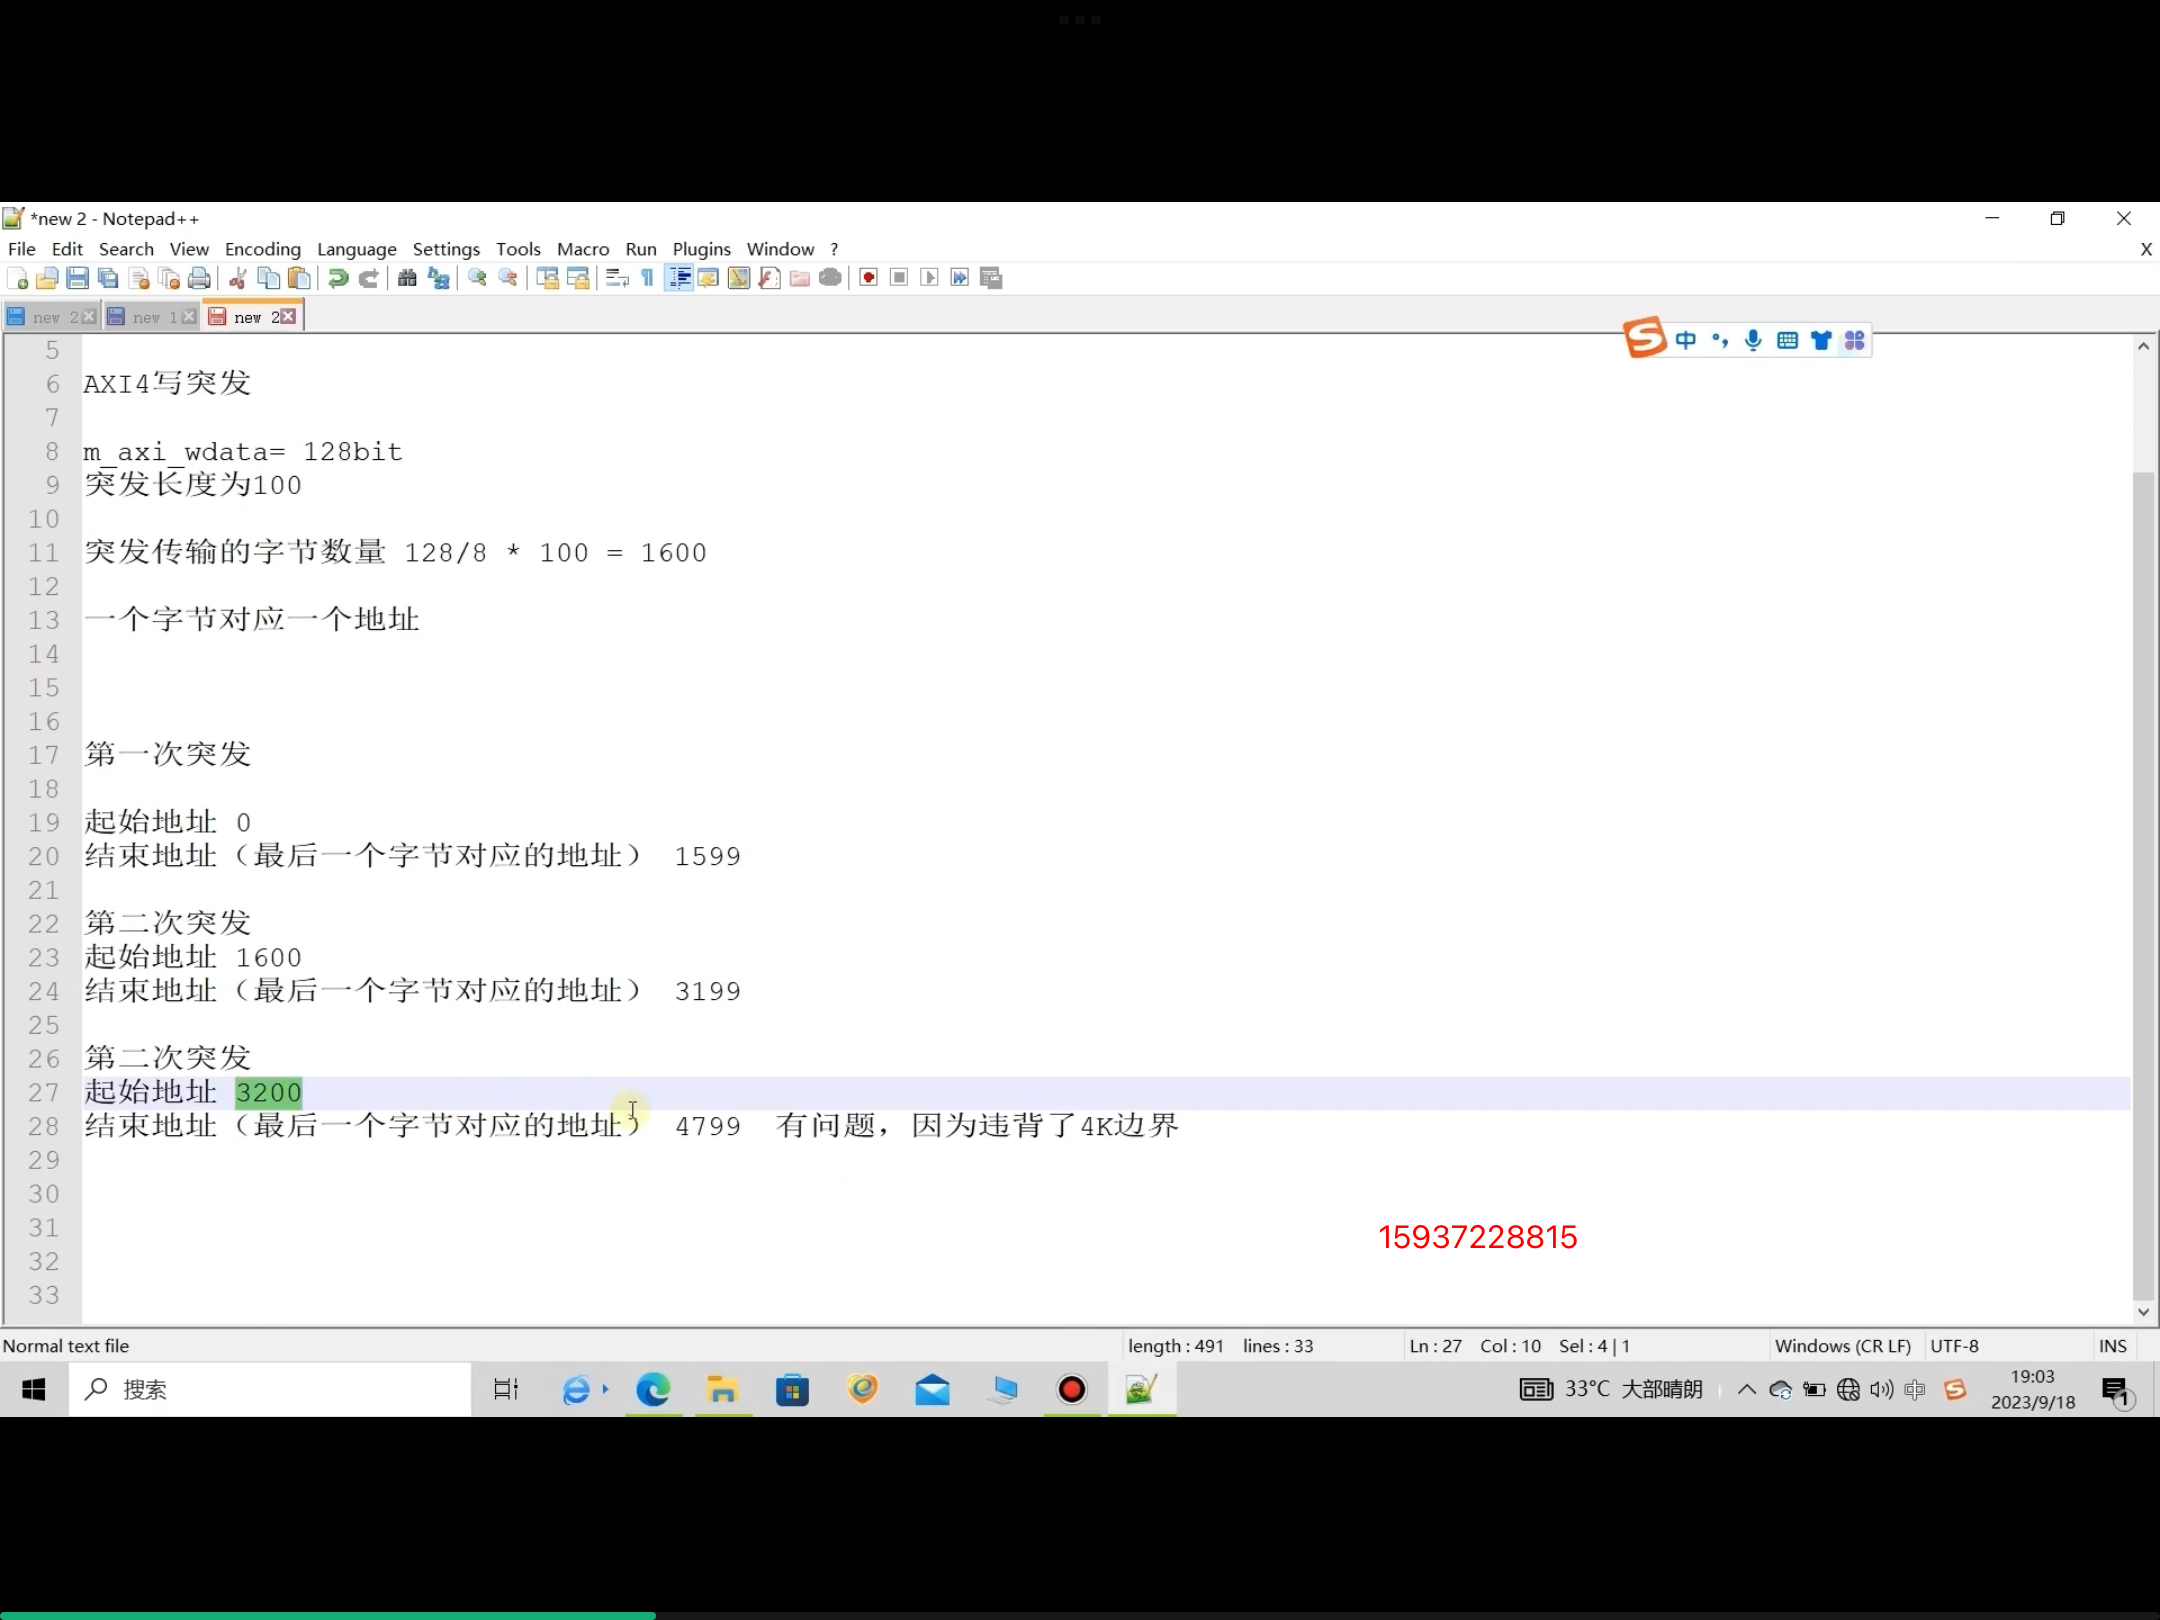 *new 2 - Notepad++
File Edit Search View Encoding Language Settings Tools Macro Run Plugins Window ? X
new 2 new 1 new 2
中
5
6 AXI4写突发
7
8 m_axi_wdata= 128bit
9 突发长度为100
10
11 突发传输的字节数量 128/8 * 100 = 1600
12
13 一个字节对应一个地址
14
15
16
17 第一次突发
18
19 起始地址 0
20 结束地址（最后一个字节对应的地址） 1599
21
22 第二次突发
23 起始地址 1600
24 结束地址（最后一个字节对应的地址） 3199
25
26 第二次突发
27 起始地址 3200
28 结束地址（最后一个字节对应的地址） 4799 有问题，因为违背了4K边界
29
30
31
15937228815
32
33
Normal text file length : 491 lines : 33 Ln : 27 Col : 10 Sel : 4 | 1 Windows (CR LF) UTF-8 INS
搜索 33°C 大部晴朗 中 19:03
2023/9/18 1